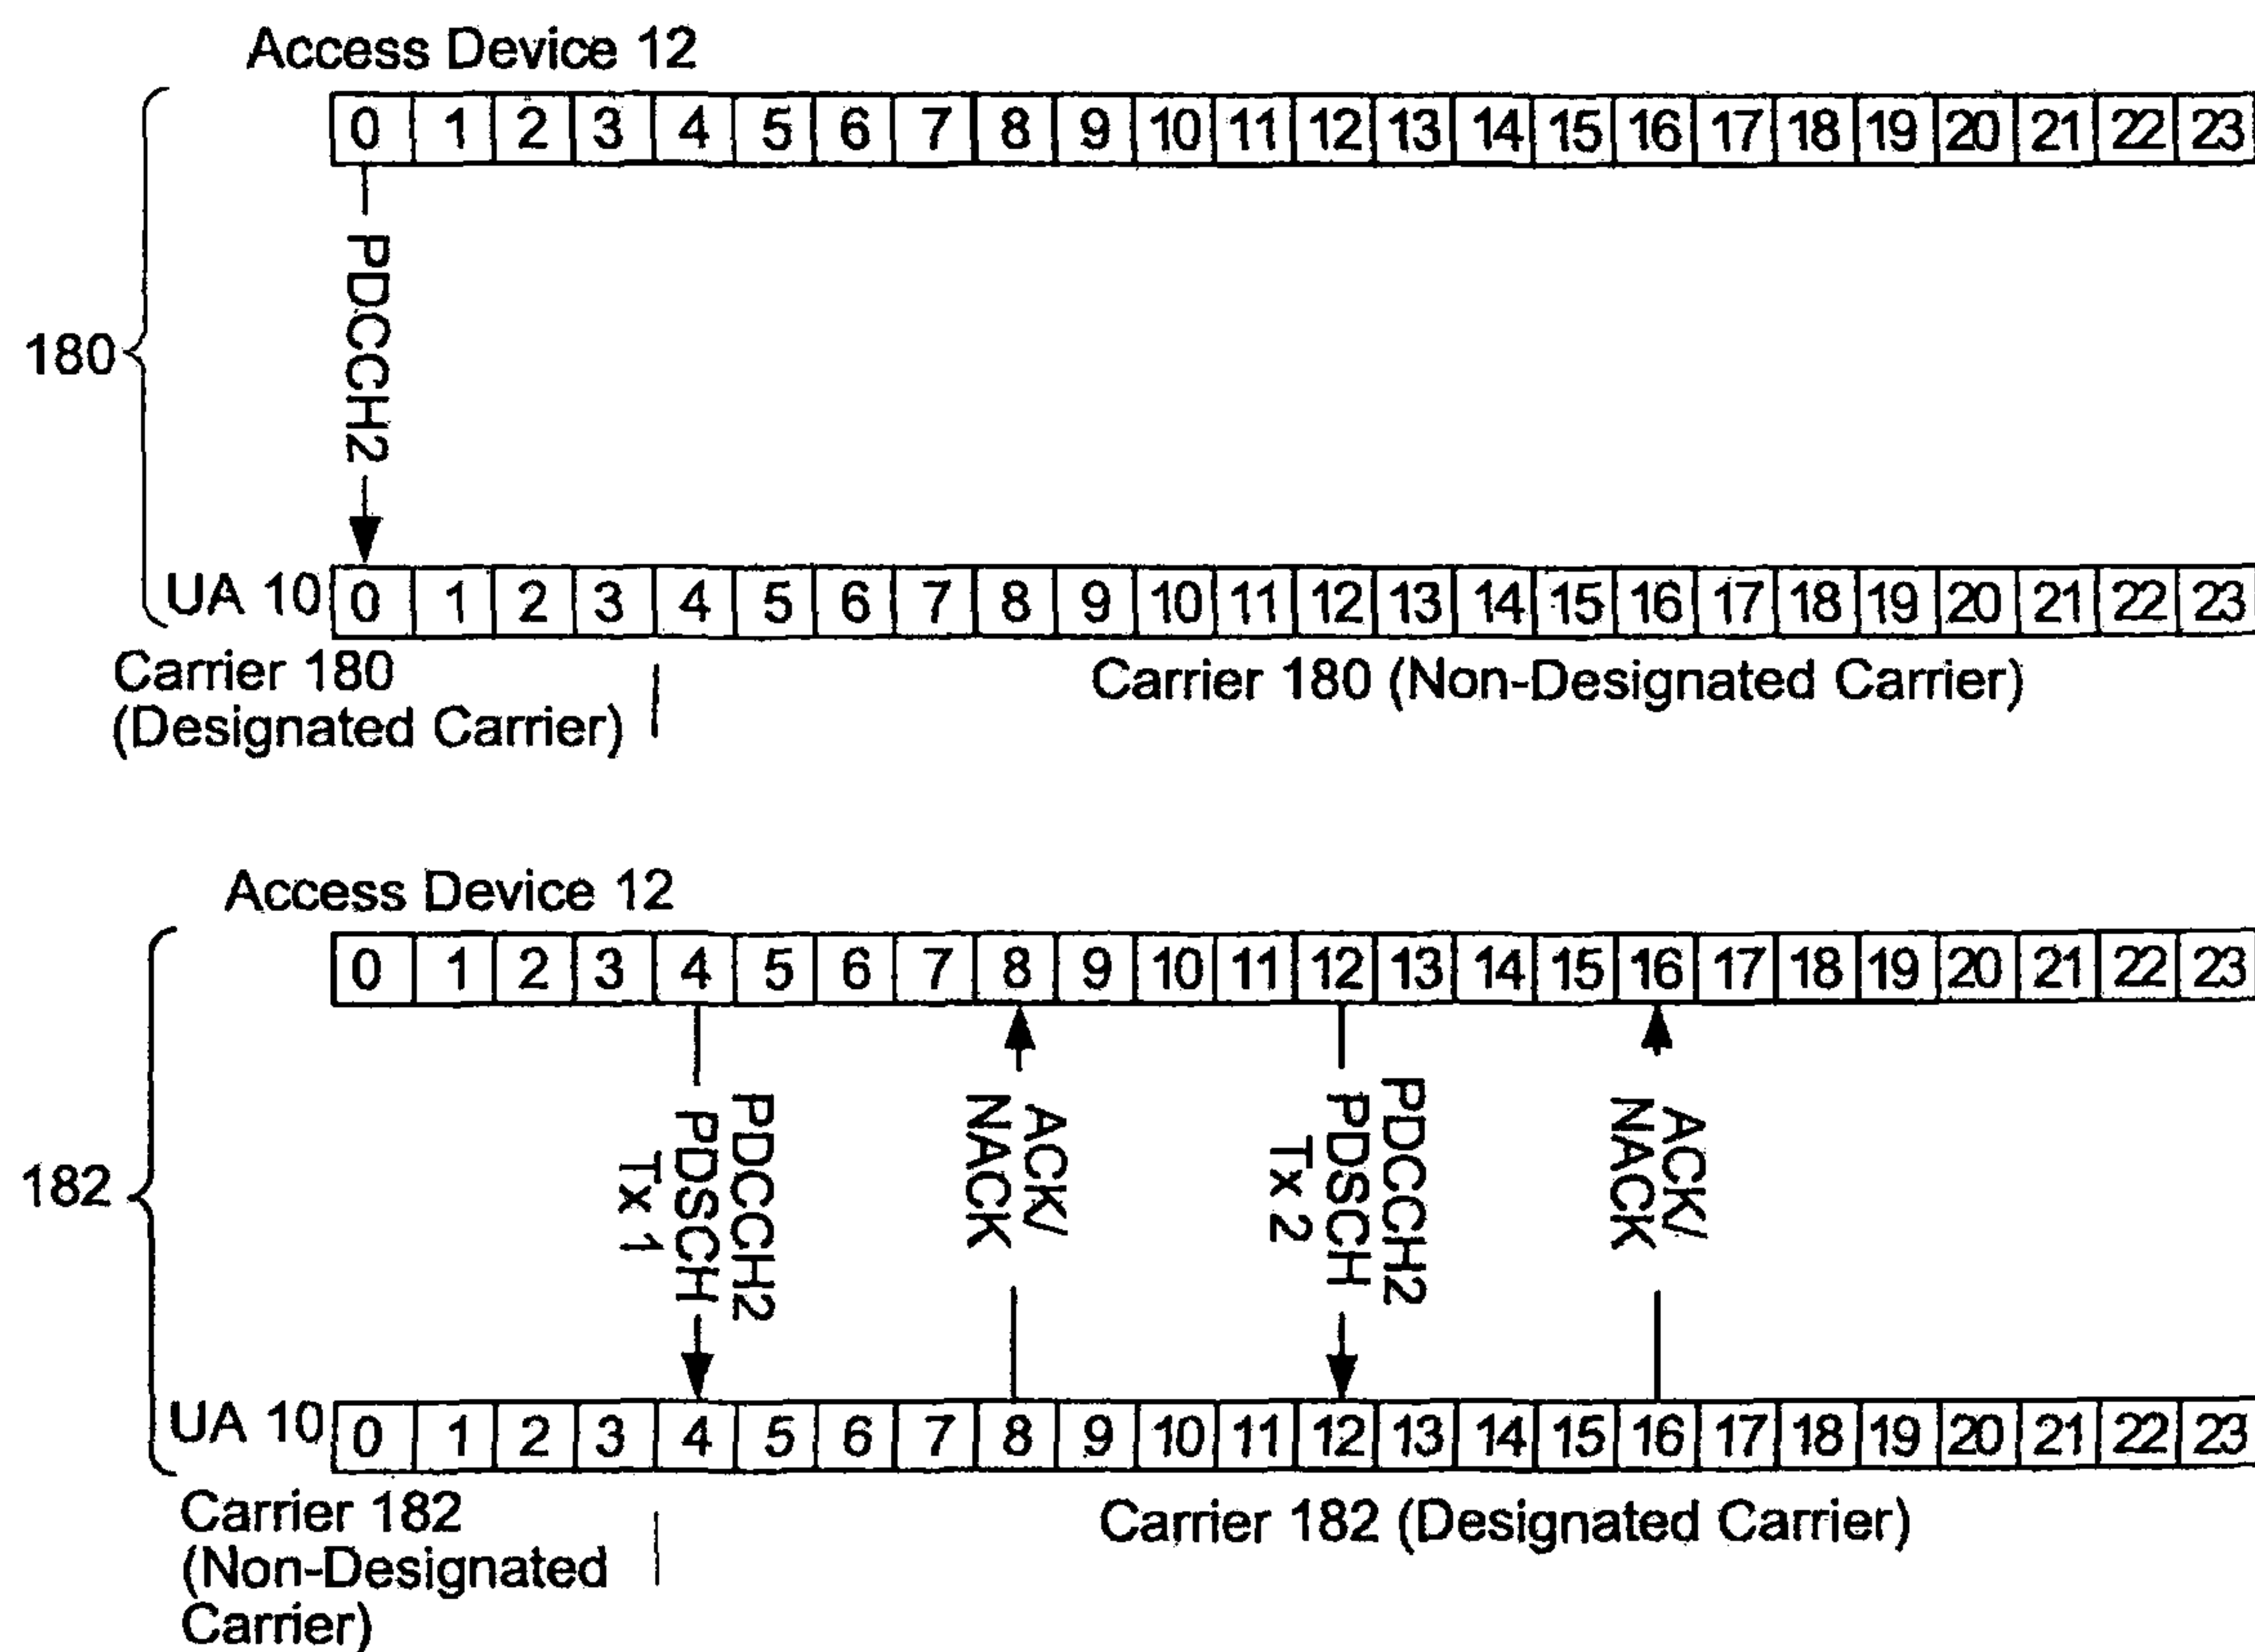 Access Device 12
0 1 2 3 4 5 6 7 8 9 10 11 12 13 14 15 16 17 18 19 20 21 22 23
180
PDCCH2
UA 10
0 1 2 3 4 5 6 7 8 9 10 11 12 13 14 15 16 17 18 19 20 21 22 23
Carrier 180
(Designated Carrier)
Carrier 180 (Non-Designated Carrier)
Access Device 12
0 1 2 3 4 5 6 7 8 9 10 11 12 13 14 15 16 17 18 19 20 21 22 23
182
PDCCH2
PDSCH
Tx 1
ACK/
NACK
PDCCH2
PDSCH
Tx 2
ACK/
NACK
UA 10
0 1 2 3 4 5 6 7 8 9 10 11 12 13 14 15 16 17 18 19 20 21 22 23
Carrier 182
(Non-Designated
Carrier)
Carrier 182 (Designated Carrier)